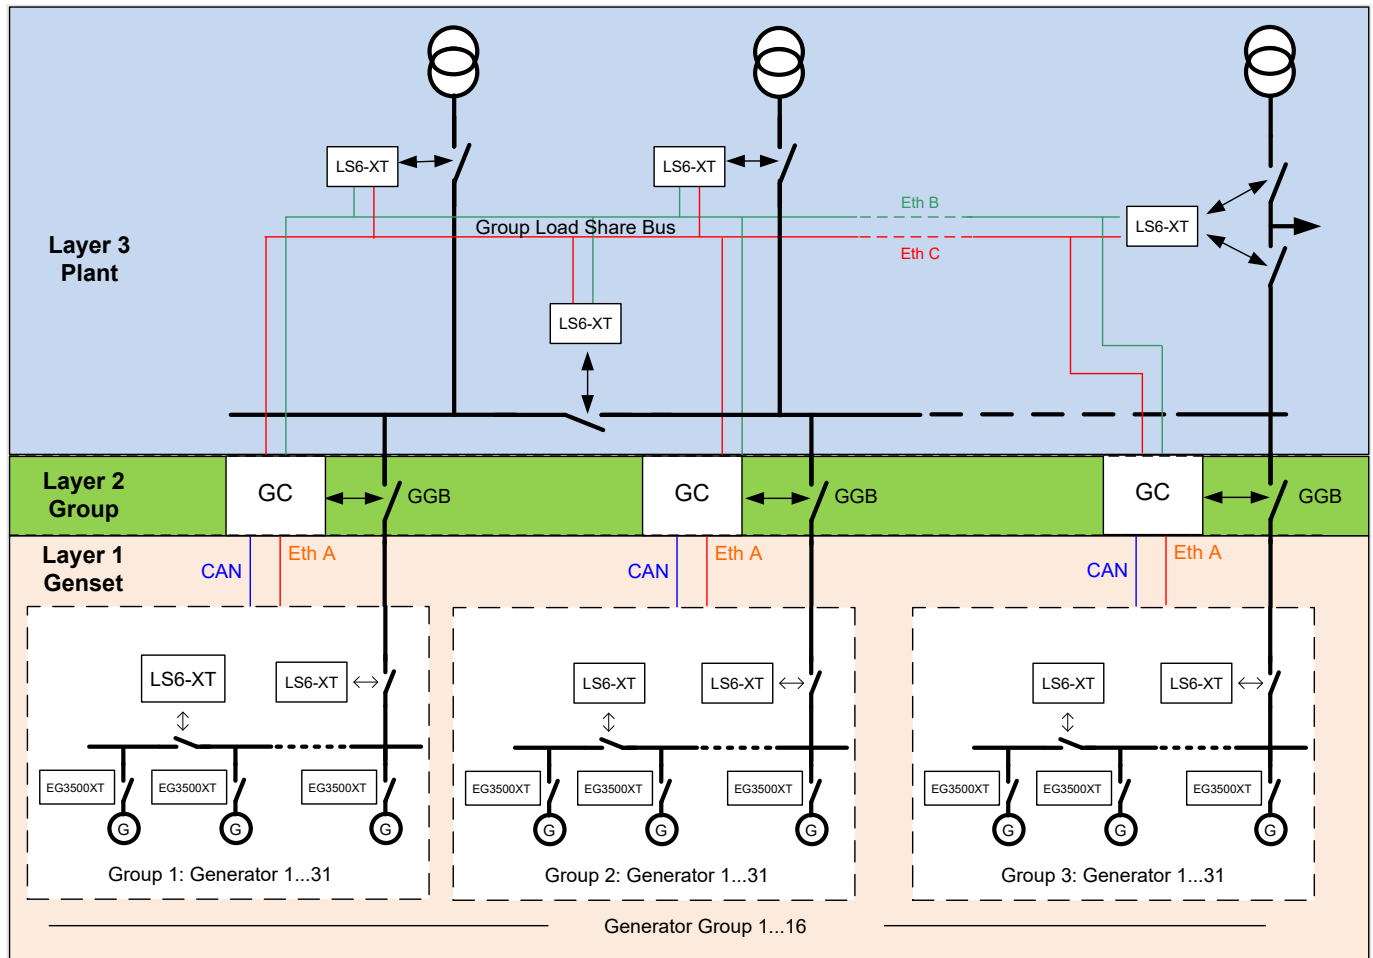 LS6-XT
LS6-XT
Eth B
LS6-XT
Group Load Share Bus
Eth C
Layer 3
Plant
LS6-XT
Layer 2
Group
GC
GGB
GC
GGB
GC
GGB
Layer 1
Genset
CAN
Eth A
CAN
Eth A
CAN
Eth A
LS6-XT
LS6-XT
EG3500XT
EG3500XT
EG3500XT
G
G
G
Group 1: Generator 1...31
LS6-XT
LS6-XT
EG3500XT
EG3500XT
EG3500XT
G
G
G
Group 2: Generator 1...31
LS6-XT
LS6-XT
EG3500XT
EG3500XT
EG3500XT
G
G
G
Group 3: Generator 1...31
Generator Group 1...16